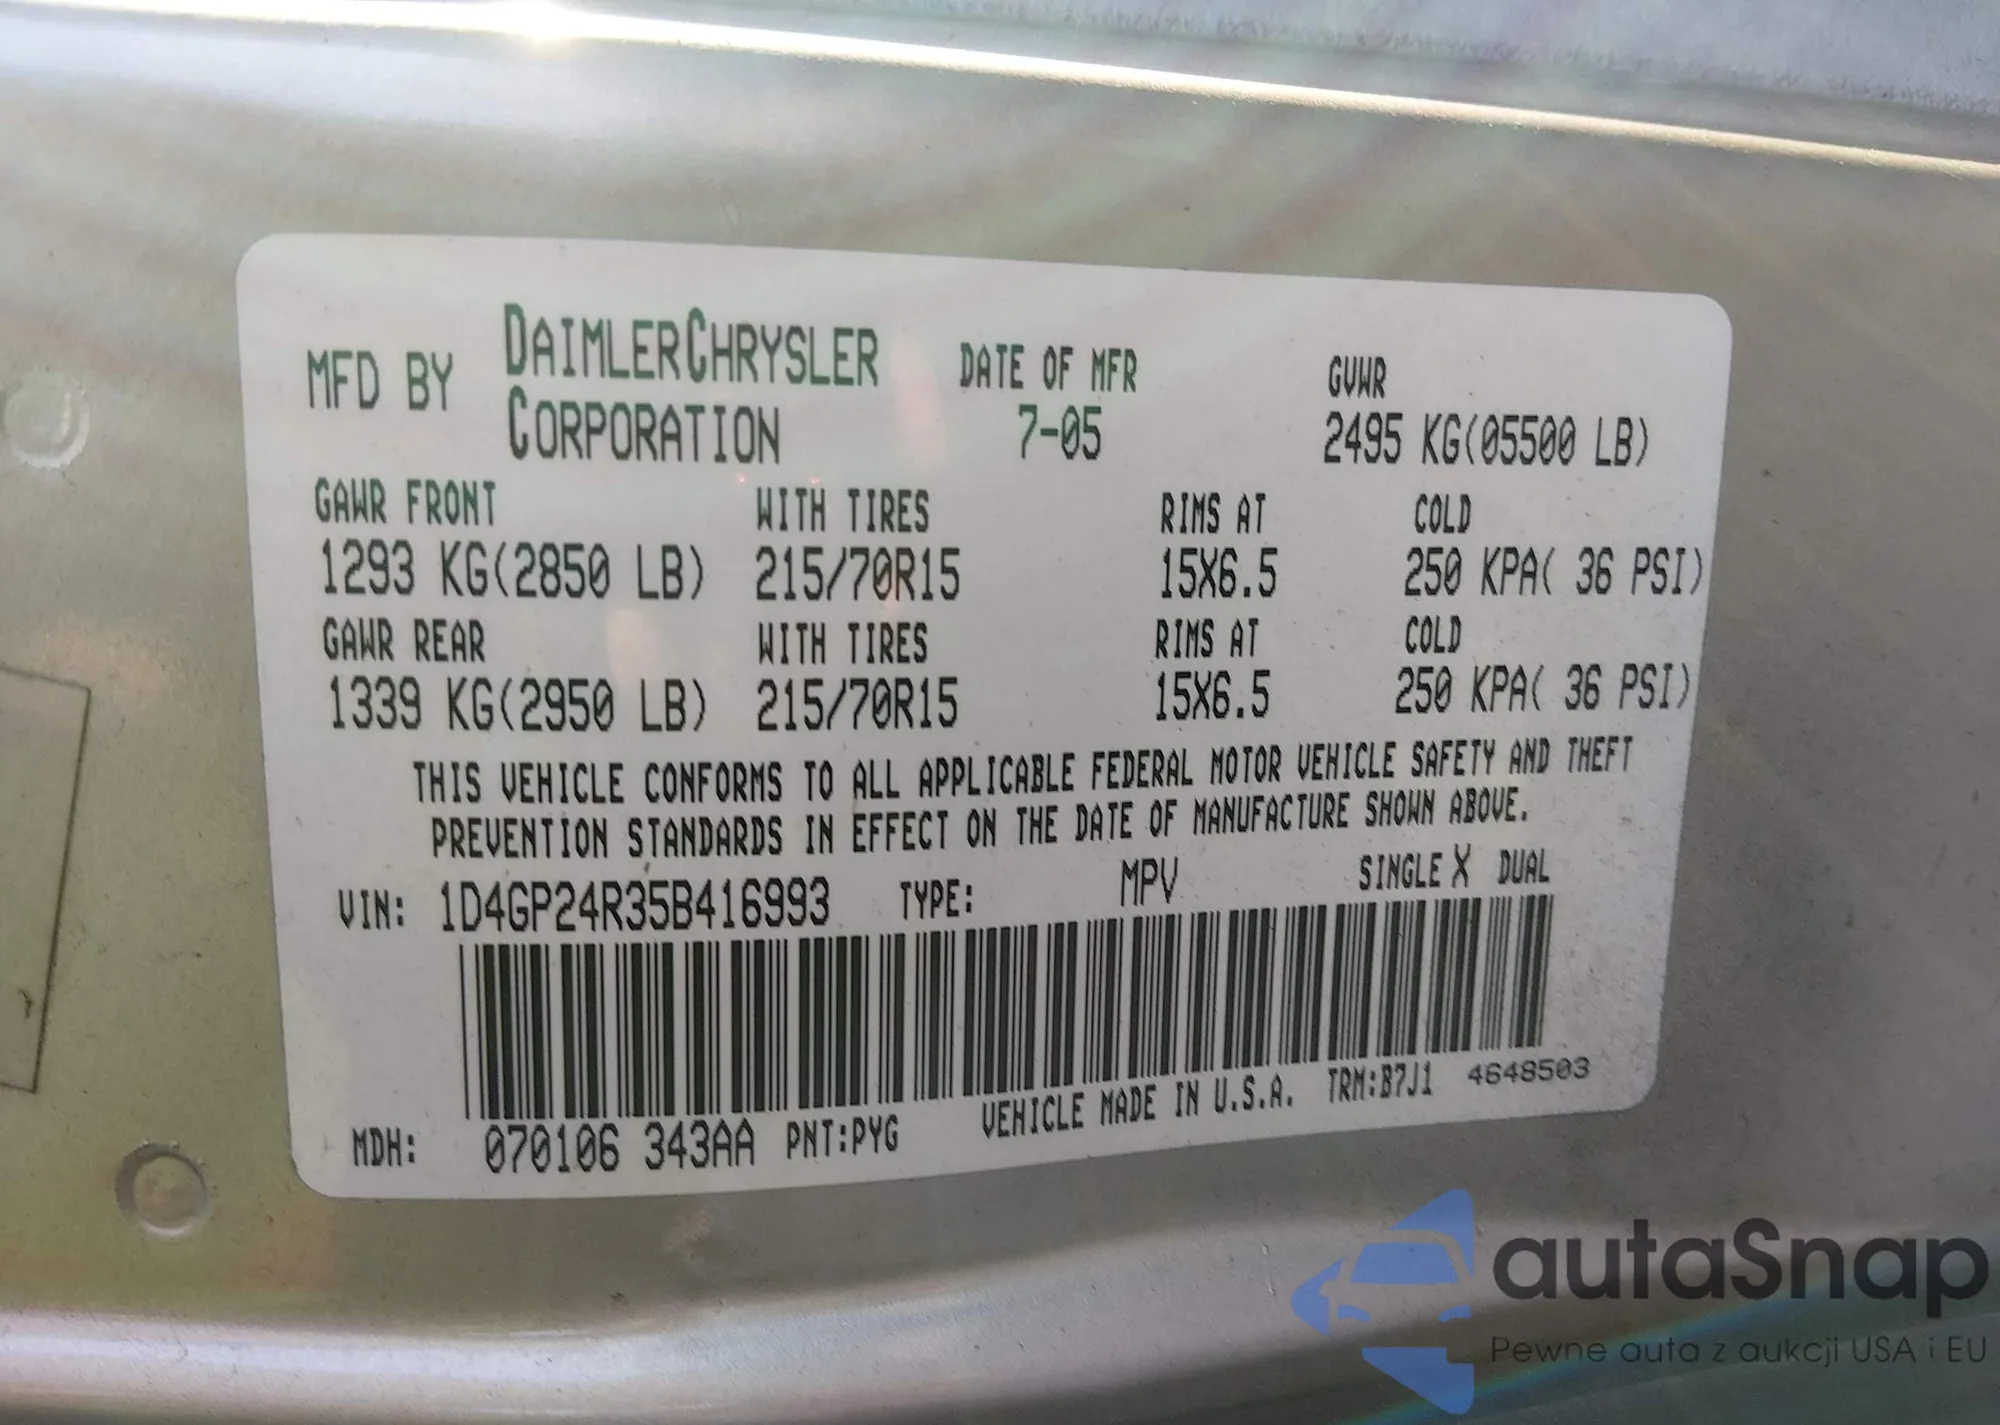 MFD BY DAIMLERCHRYSLER CORPORATION DATE OF MFR 7-05 GVWR 2495 KG(05500 LB)
GAWR FRONT WITH TIRES RIMS AT COLD
1293 KG(2850 LB) 215/70R15 15X6.5 250 KPA( 36 PSI)
GAWR REAR WITH TIRES RIMS AT COLD
1339 KG(2950 LB) 215/70R15 15X6.5 250 KPA( 36 PSI)
THIS VEHICLE CONFORMS TO ALL APPLICABLE FEDERAL MOTOR VEHICLE SAFETY AND THEFT
PREVENTION STANDARDS IN EFFECT ON THE DATE OF MANUFACTURE SHOWN ABOVE.
VIN: 1D4GP24R35B416993 TYPE: MPV SINGLE X DUAL
MDH: 070106 343AA PNT:PYG VEHICLE MADE IN U.S.A. TRM:B7J1 4648503
autaSnap
Pewne auta z aukcji USA i EU